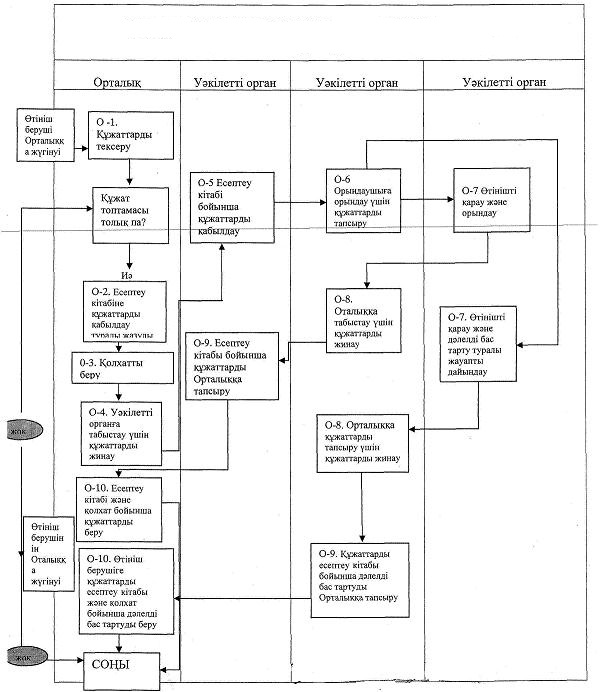 Орталық
Уәкілетті орган
Уәкілетті орган
Уәкілетті орган
Өтініш
беруші
Орталықк
а жүгінуі
О -1.
Құжаттарды
тексеру
Құжат
топтамасы
толық па?
О-5 Есептеу
кітабі
бойынша
құжаттарды
қабылдау
О-6
Орындаушыға
орындау үшін
құжаттарды
тапсыру
О-7 Өтінішті
қарау және
орындау
Иә
О-2. Есептеу
кітабіне
құжаттарды
қабылдау
туралы жазулы
О-8.
Оталыққа
табыстау үшін
құжаттарды
жинау
О-7. Өтінішті
қарау және
дәлелді бас
тарту туралы
жауапты
дайындау
О-9. Есептеу
кітабы бойынша
құжаттарды
Орталыққа
тапсыру
0-3. Қолхатты
беру
О-4. Уәкілетті
органға
табыстау үшін
құжаттарды
жинау
О-8. Орталыққа
құжаттарды
тапсыру үшін
құжаттарды жинау
жоқ
О-10. Есептеу
кітабі және
қолхат бойынша
құжаттарды
беру
Өтініш
берушін
ін
Оталықк
а
жүгінуі
О-10. Өтініш
берушіге
құжаттарды
есептеу кітабы
және қолхат
бойынша дәлелді
бас тартуды беру
О-9. Құжаттарды
есептеу кітабы
бойынша дәлелді
бас тартуды
Орталыққа тапсыру
жоқ
СОҢЫ